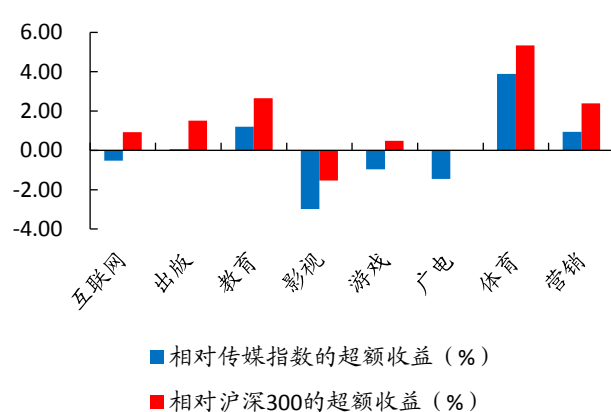 6.00
4.00
2.00
0.00
-2.00
-4.00
互联网
出版
教育
影视
游戏
广电
体育
营销
相对传媒指数的超额收益（%）
相对沪深300的超额收益（%）